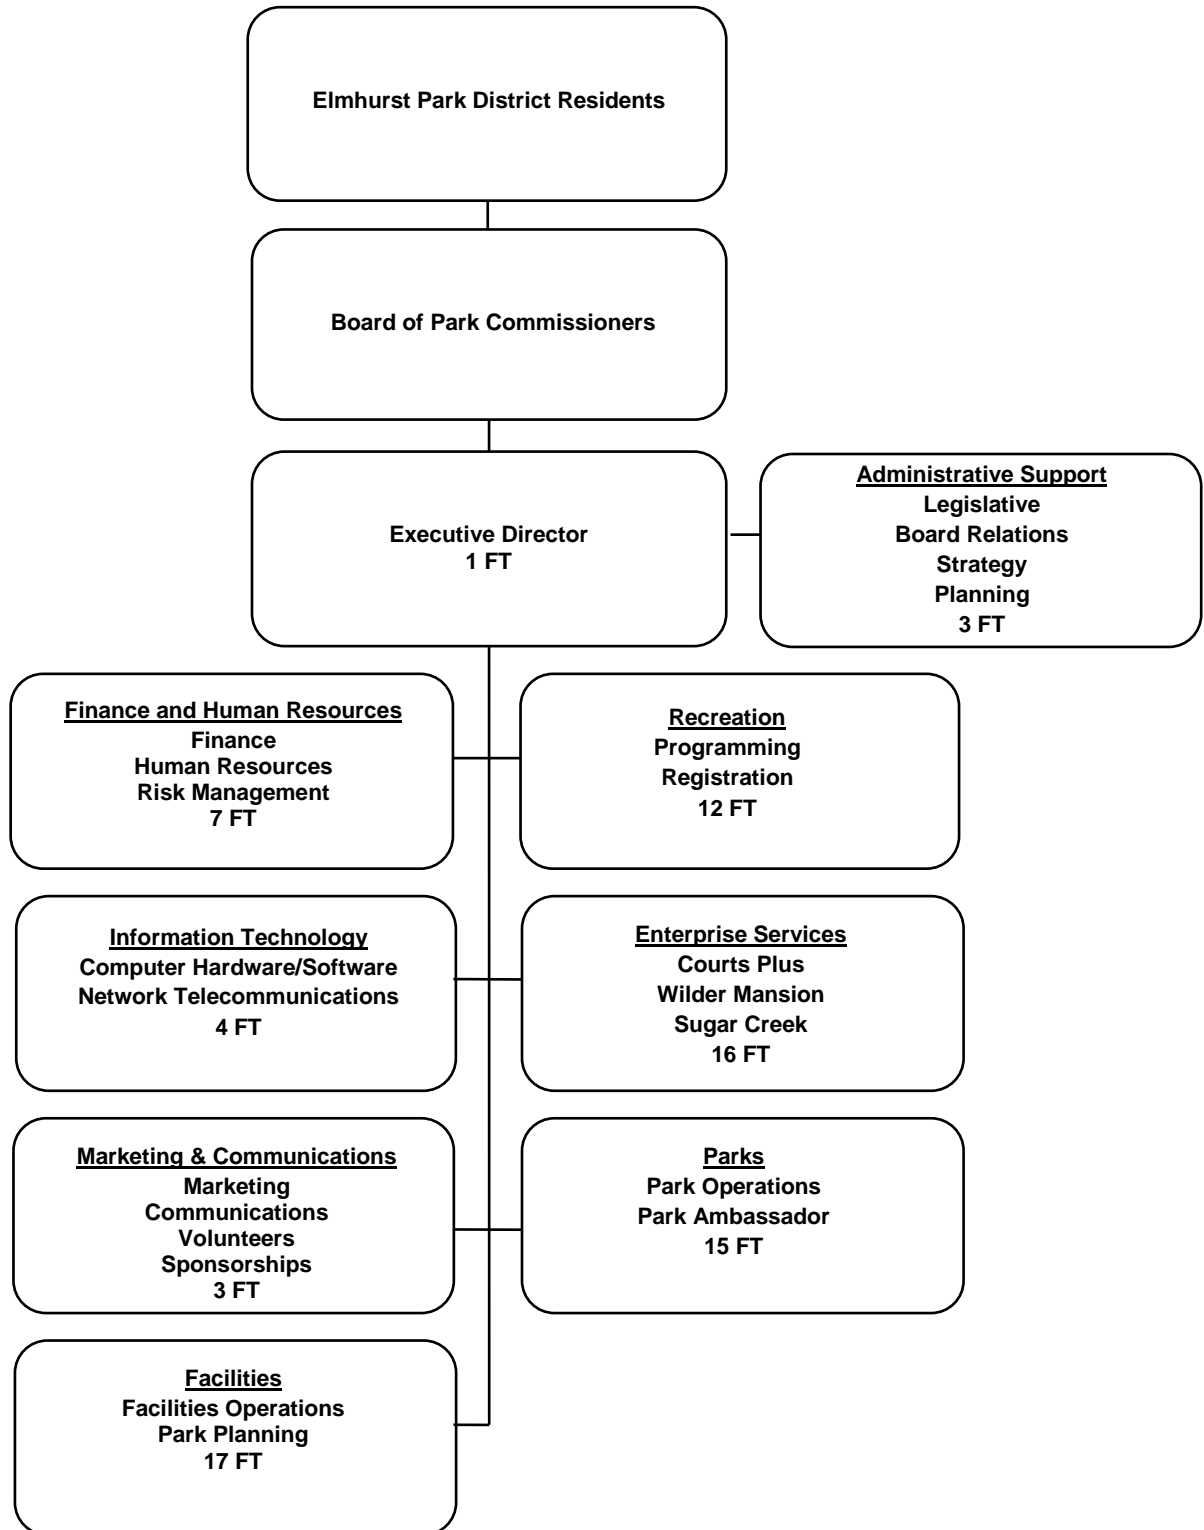 Elmhurst Park District Residents
Board of Park Commissioners
Executive Director
1 FT
Administrative Support
Legislative
Board Relations
Strategy
Planning
3 FT
Finance and Human Resources
Finance
Human Resources
Risk Management
7 FT
Recreation
Programming
Registration
12 FT
Information Technology
Computer Hardware/Software
Network Telecommunications
4 FT
Enterprise Services
Courts Plus
Wilder Mansion
Sugar Creek
16 FT
Marketing & Communications
Marketing
Communications
Volunteers
Sponsorships
3 FT
Parks
Park Operations
Park Ambassador
15 FT
Facilities
Facilities Operations
Park Planning
17 FT